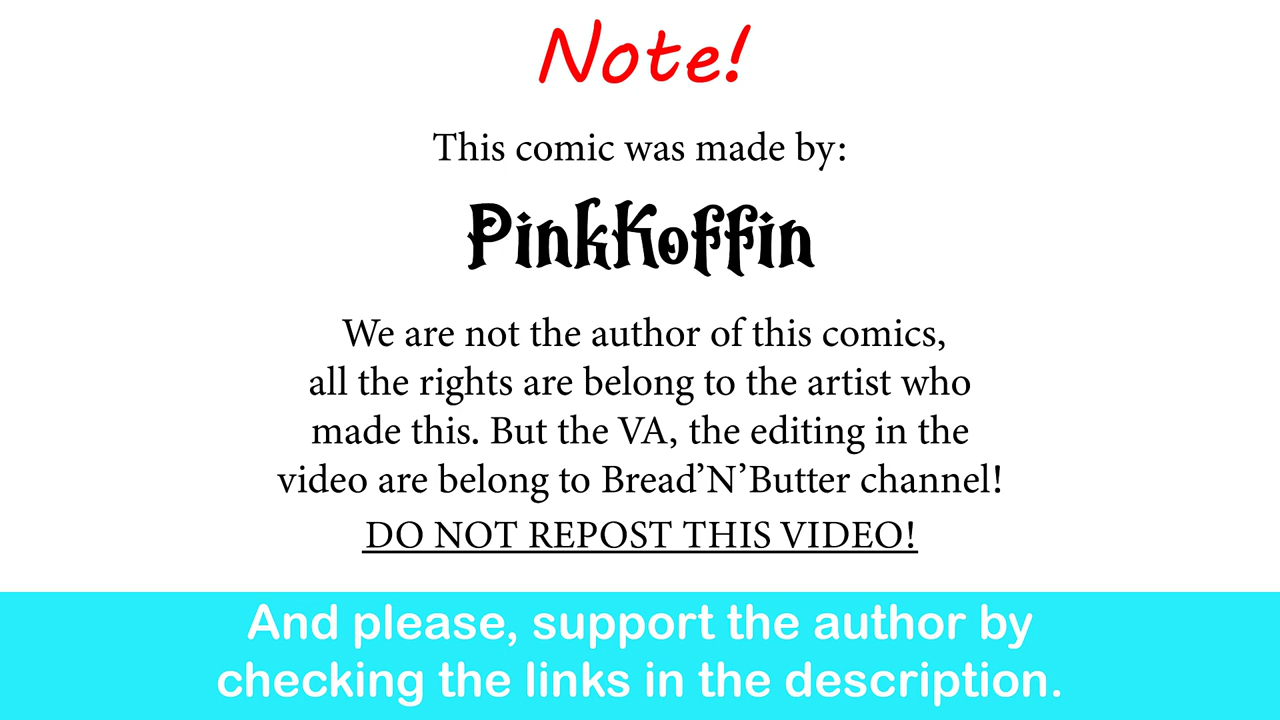 Note!
This comic was made by:
PinkKoffin
We are not the author of this comics,
all the rights are belong to the artist who
made this. But the VA, the editing in the
video are belong to Bread’N’Butter channel!
DO NOT REPOST THIS VIDEO!
And please, support the author by
checking the links in the description.